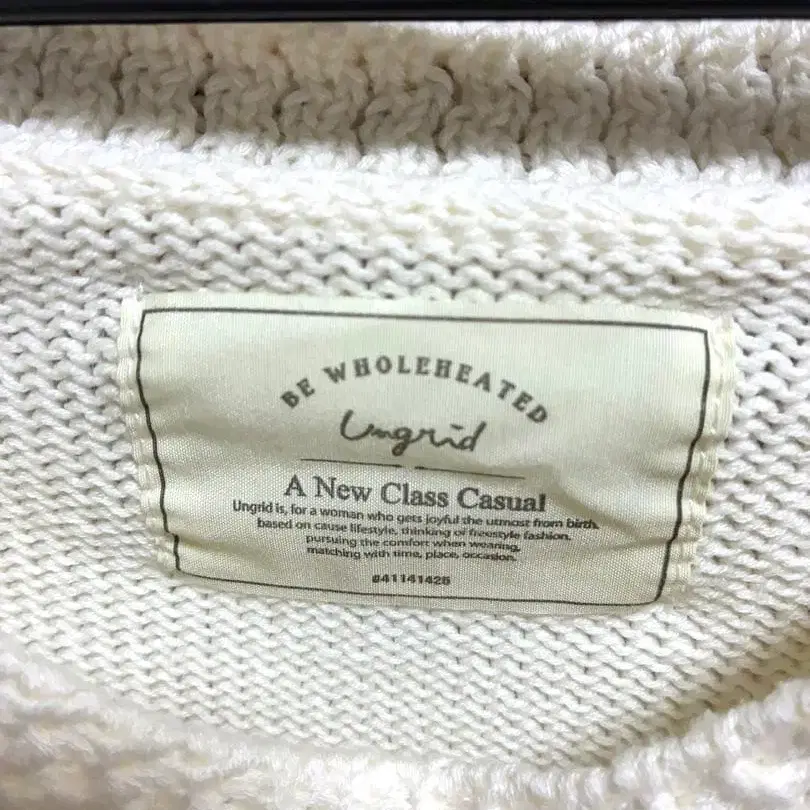 BE WHOLEHEATED
Ungrid
A New Class Casual
Ungrid is, for a woman who gets joyful the utmost from birth.
based on cause lifestyle, thinking of freestyle fashion.
pursuing the comfort when wearing,
matching with time, place, occasion.
#41141425